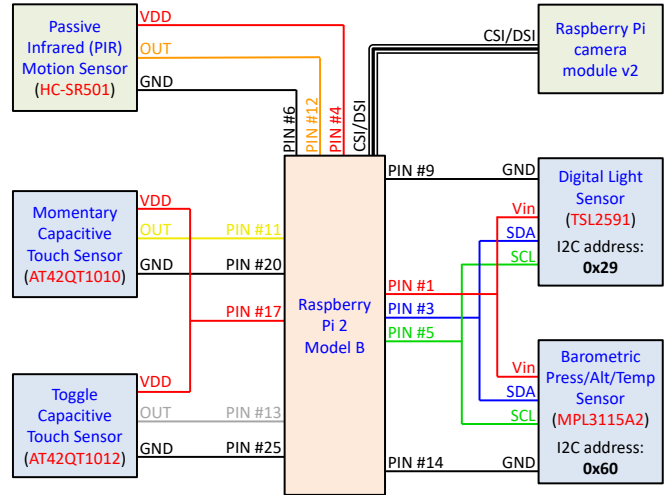 Passive
Infrared (PIR)
Motion Sensor
(HC-SR501)
VDD
OUT
GND
PIN #6
PIN #12
PIN #4
CSI/DSI
CSI/DSI
Raspberry Pi
camera
module v2
Momentary
Capacitive
Touch Sensor
(AT42QT1010)
VDD
OUT
GND
PIN #11
PIN #20
PIN #17
Toggle
Capacitive
Touch Sensor
(AT42QT1012)
VDD
OUT
GND
PIN #13
PIN #25
Raspberry
Pi 2
Model B
PIN #9
PIN #1
PIN #3
PIN #5
PIN #14
GND
Vin
SDA
SCL
Digital Light
Sensor
(TSL2591)
I2C address:
0x29
Vin
SDA
SCL
GND
Barometric
Press/Alt/Temp
Sensor
(MPL3115A2)
I2C address:
0x60